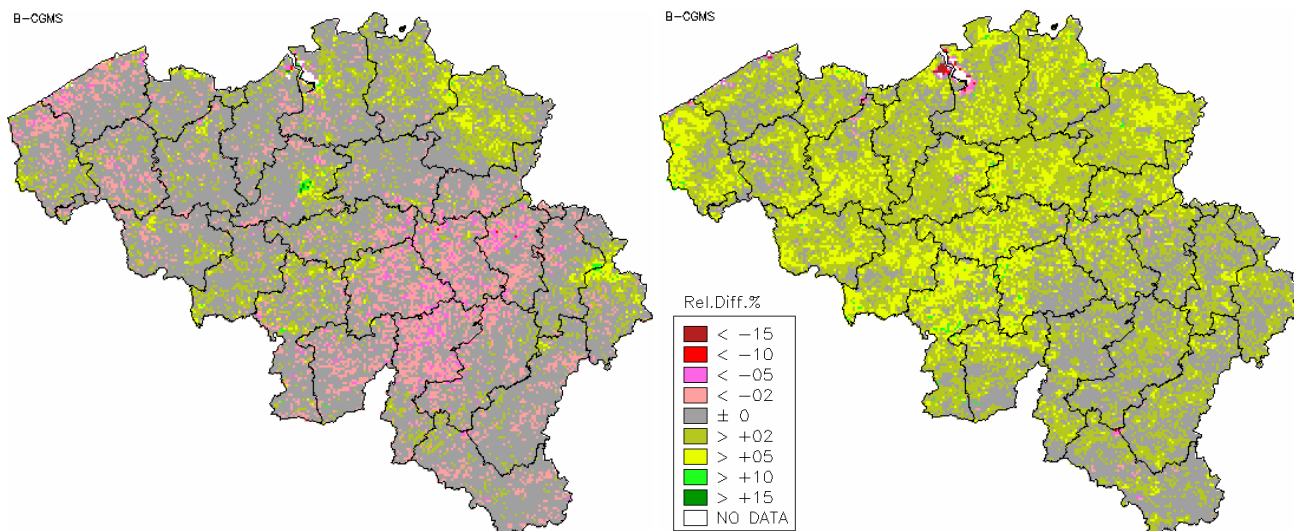 B-CGMS
B-CGMS
Rel.Diff.%
< -15
< -10
< -05
< -02
± 0
> +02
> +05
> +10
> +15
NO DATA